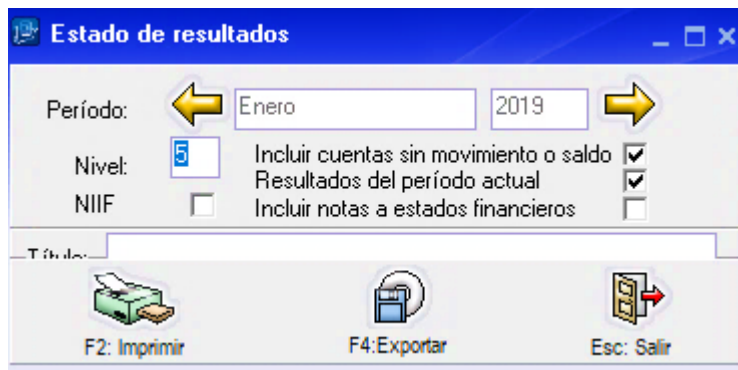 Estado de resultados
Período: Enero 2019
Nivel: 5 Incluir cuentas sin movimiento o saldo
Resultados del período actual
NIIF Incluir notas a estados financieros
Título:
F2: Imprimir F4:Exportar Esc: Salir